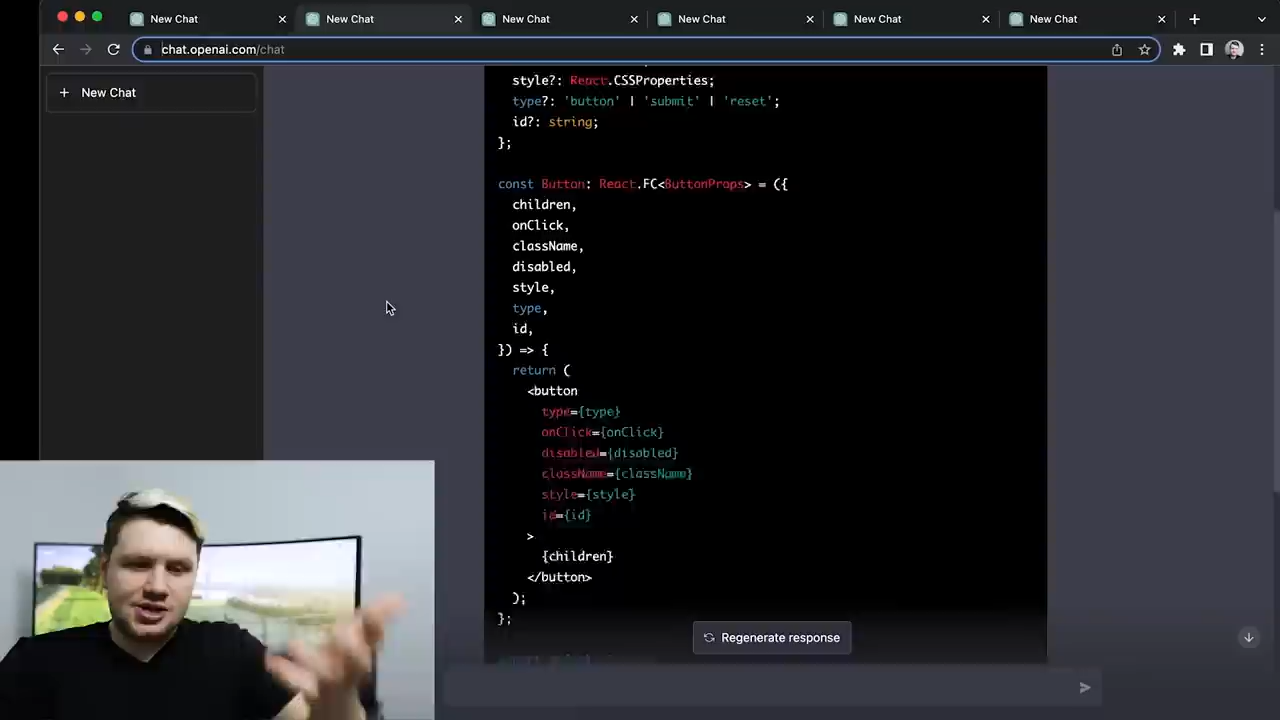 New Chat
New Chat
New Chat
New Chat
New Chat
New Chat
chat.openai.com/chat
New Chat
style?: React.CSSProperties;
type?: 'button' | 'submit' | 'reset';
id?: string;
};
const Button: React.FC<ButtonProps> = ({
children,
onClick,
className,
disabled,
style,
type,
id,
}) => {
return (
<button
type={type}
onClick={onClick}
disabled={disabled}
className={className}
style={style}
id={id}
>
{children}
</button>
);
};
Regenerate response